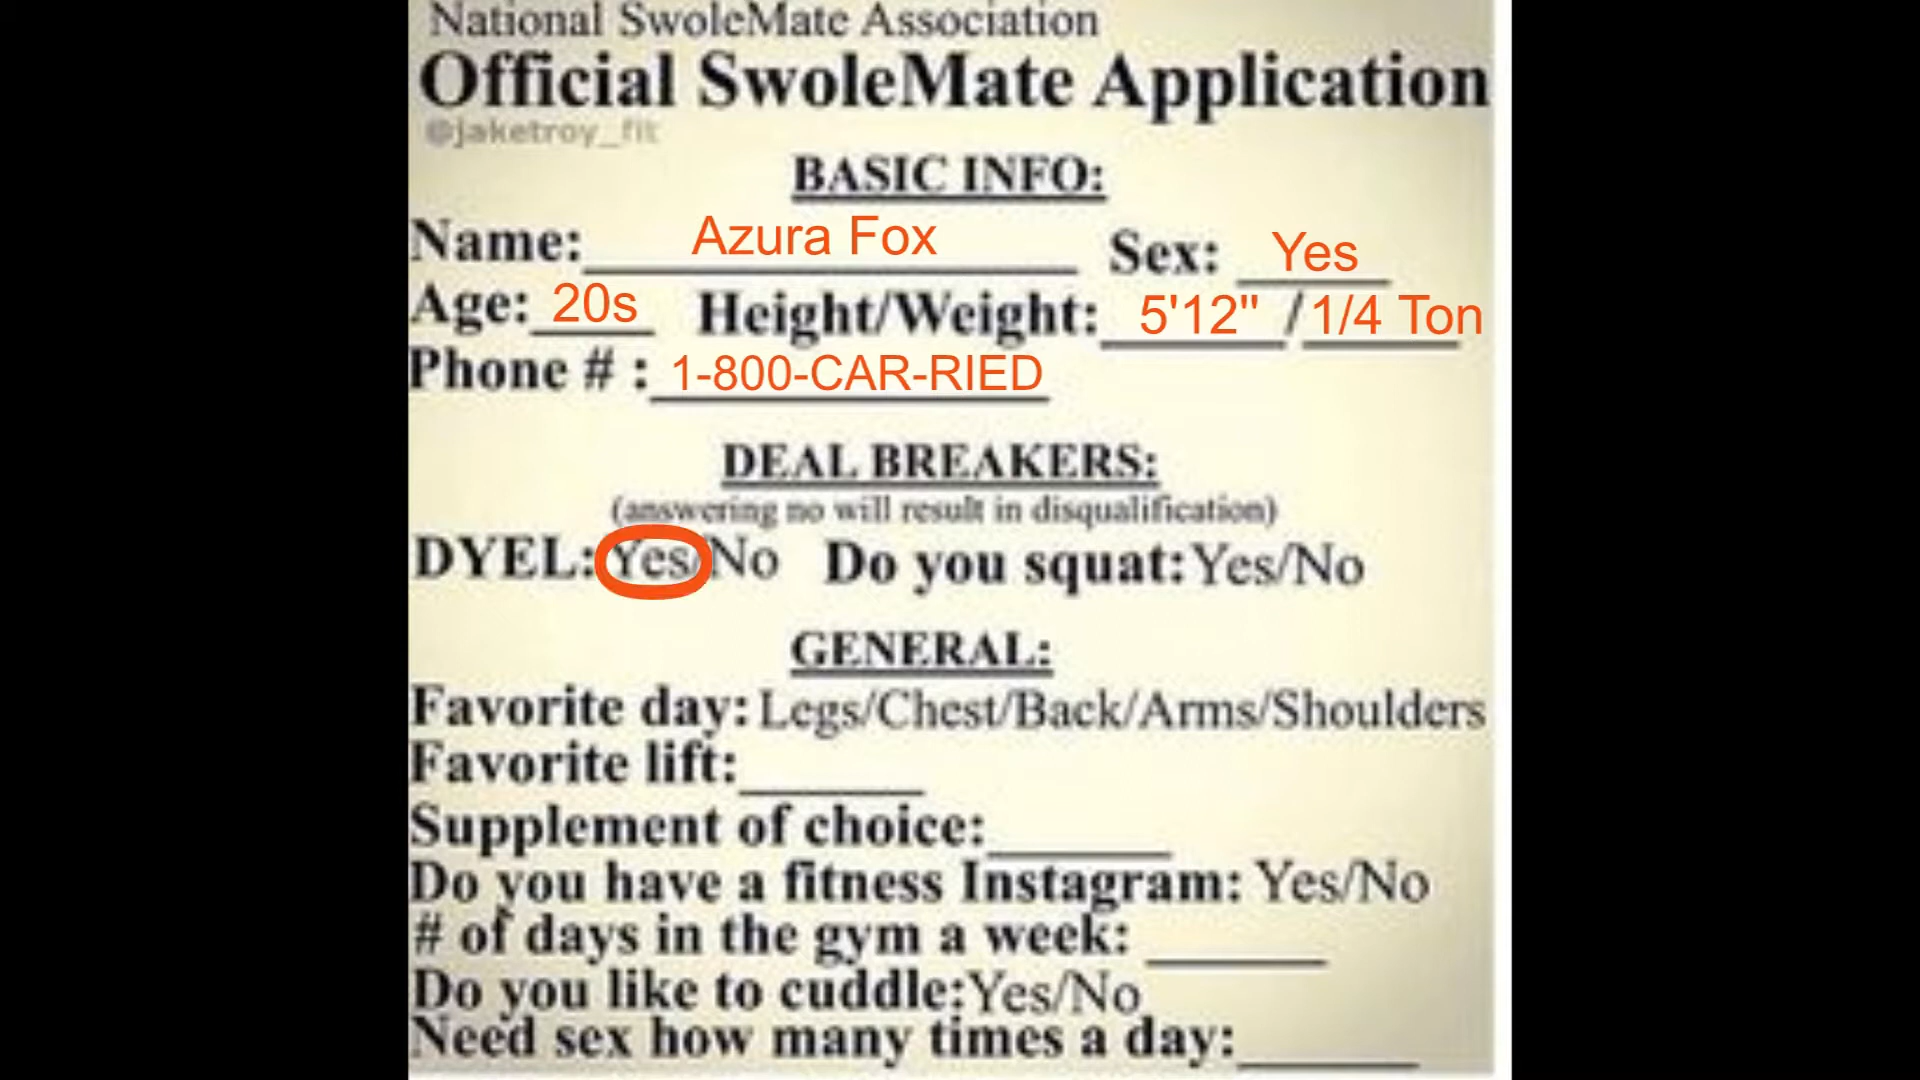 National SwoleMate Association
Official SwoleMate Application
@jaketroy_fit
BASIC INFO:
Name: Azura Fox Sex: Yes
Age: 20s Height/Weight: 5'12" / 1/4 Ton
Phone # : 1-800-CAR-RIED
DEAL BREAKERS:
(answering no will result in disqualification)
DYEL: Yes/No Do you squat: Yes/No
GENERAL:
Favorite day: Legs/Chest/Back/Arms/Shoulders
Favorite lift:
Supplement of choice:
Do you have a fitness Instagram: Yes/No
# of days in the gym a week:
Do you like to cuddle: Yes/No
Need sex how many times a day: